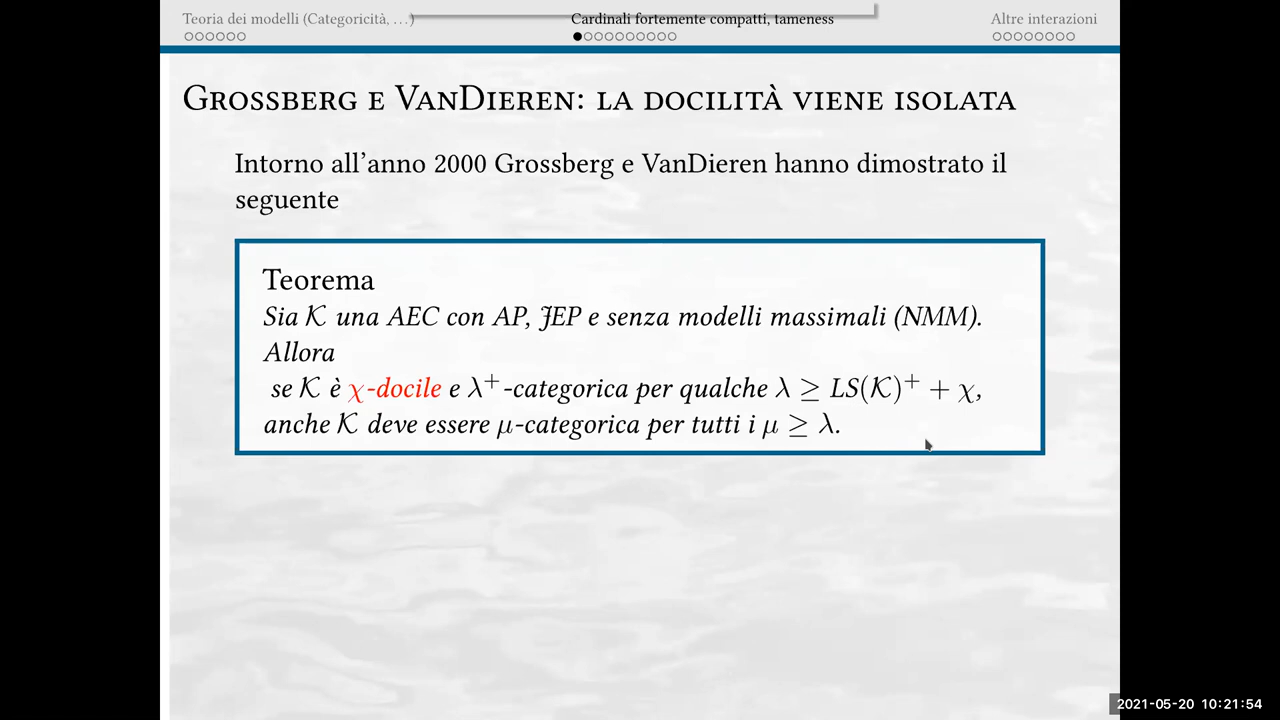 Teoria dei modelli (Categoricità, …) Cardinali fortemente compatti, tameness Altre interazioni
Grossberg e VanDieren: la docilità viene isolata
Intorno all'anno 2000 Grossberg e VanDieren hanno dimostrato il
seguente
Teorema
Sia 𝒦 una AEC con AP, JEP e senza modelli massimali (NMM).
Allora
se 𝒦 è χ-docile e λ⁺-categorica per qualche λ ≥ LS(𝒦)⁺ + χ,
anche 𝒦 deve essere μ-categorica per tutti i μ ≥ λ.
2021-05-20 10:21:54